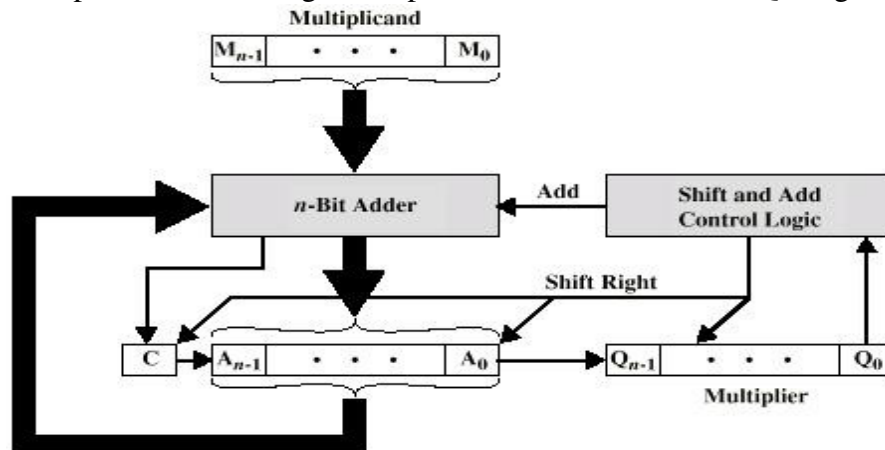 Multiplicand
Mn-1 • • • M0
n-Bit Adder
Add
Shift and Add
Control Logic
Shift Right
C
An-1 • • • A0
Qn-1 • • • Q0
Multiplier